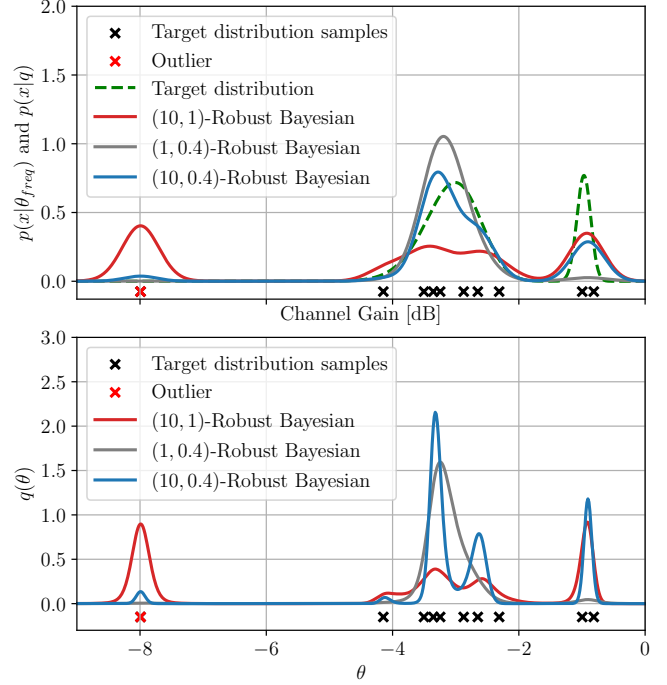 2.0
1.5
1.0
0.5
0.0
p(x|θ_freq) and p(x|q)
Target distribution samples
Outlier
Target distribution
(10, 1)-Robust Bayesian
(1, 0.4)-Robust Bayesian
(10, 0.4)-Robust Bayesian
Channel Gain [dB]
3.0
2.5
2.0
1.5
1.0
0.5
0.0
q(θ)
Target distribution samples
Outlier
(10, 1)-Robust Bayesian
(1, 0.4)-Robust Bayesian
(10, 0.4)-Robust Bayesian
−8 −6 −4 −2 0
θ